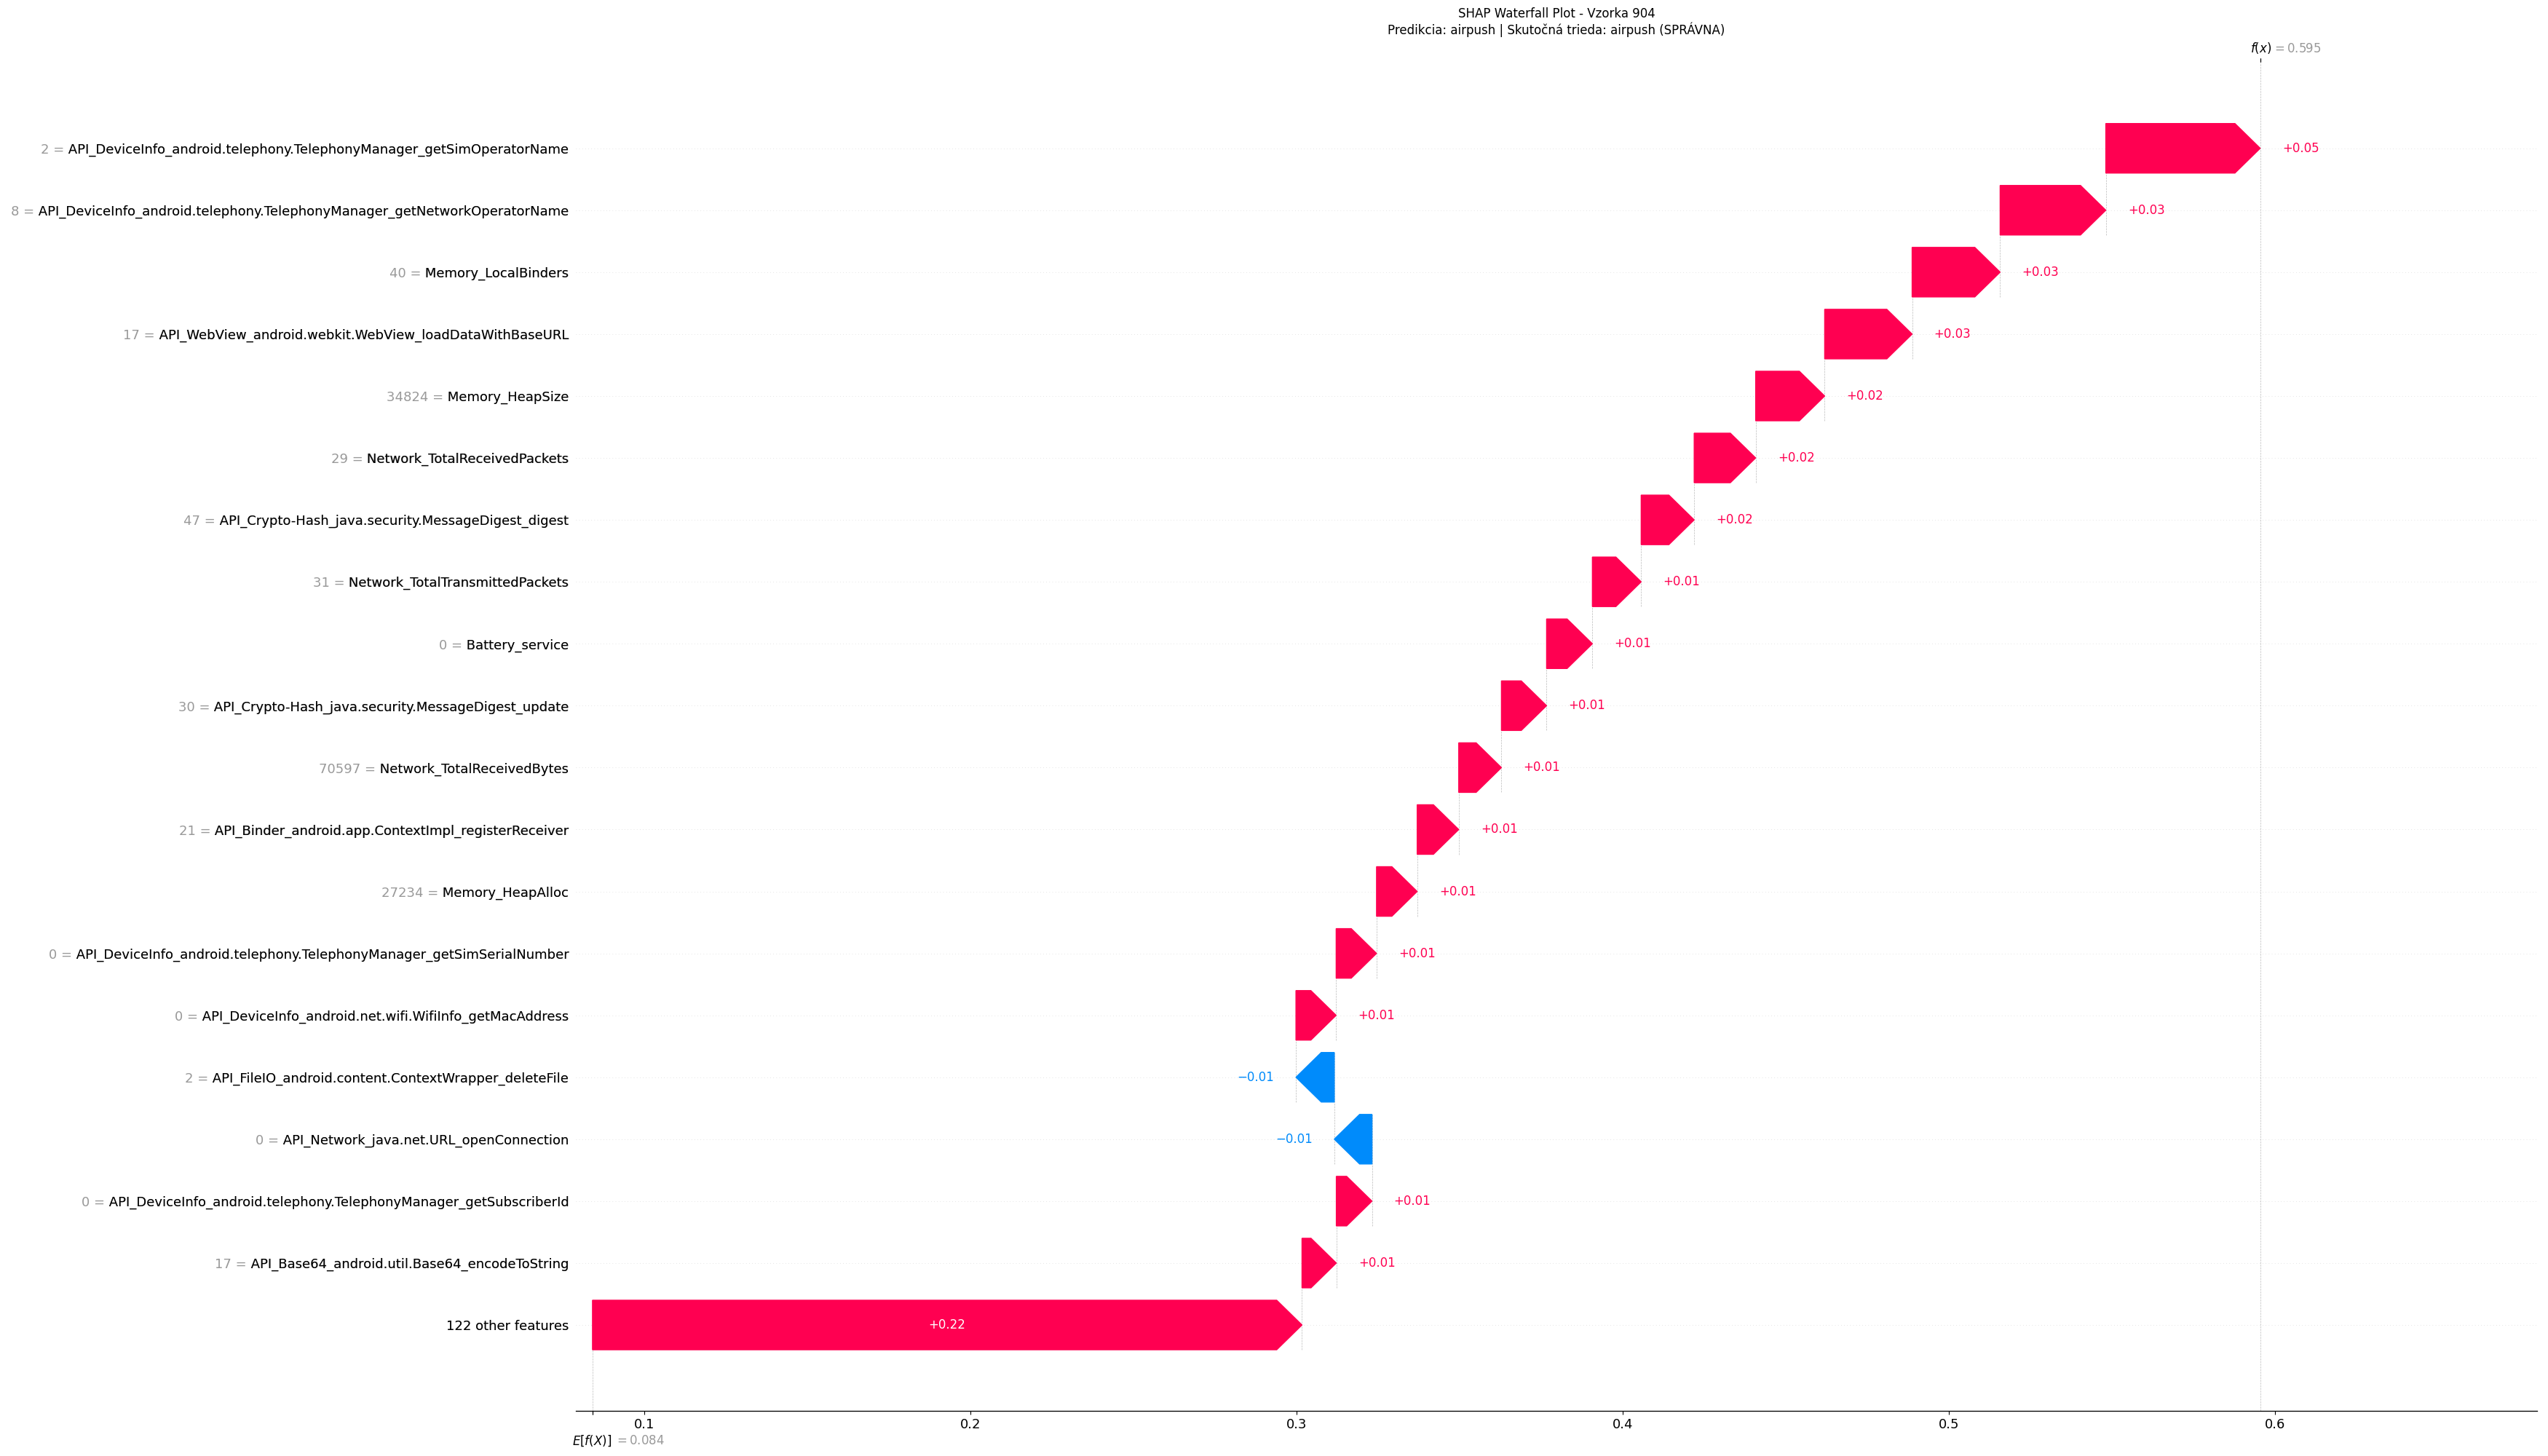 SHAP Waterfall Plot - Vzorka 904
Predikcia: airpush | Skutočná trieda: airpush (SPRÁVNA)
f(x) = 0.595
2 = API_DeviceInfo_android.telephony.TelephonyManager_getSimOperatorName +0.05
8 = API_DeviceInfo_android.telephony.TelephonyManager_getNetworkOperatorName +0.03
40 = Memory_LocalBinders +0.03
17 = API_WebView_android.webkit.WebView_loadDataWithBaseURL +0.03
34824 = Memory_HeapSize +0.02
29 = Network_TotalReceivedPackets +0.02
47 = API_Crypto-Hash_java.security.MessageDigest_digest +0.02
31 = Network_TotalTransmittedPackets +0.01
0 = Battery_service +0.01
30 = API_Crypto-Hash_java.security.MessageDigest_update +0.01
70597 = Network_TotalReceivedBytes +0.01
21 = API_Binder_android.app.ContextImpl_registerReceiver +0.01
27234 = Memory_HeapAlloc +0.01
0 = API_DeviceInfo_android.telephony.TelephonyManager_getSimSerialNumber +0.01
0 = API_DeviceInfo_android.net.wifi.WifiInfo_getMacAddress +0.01
2 = API_FileIO_android.content.ContextWrapper_deleteFile −0.01
0 = API_Network_java.net.URL_openConnection −0.01
0 = API_DeviceInfo_android.telephony.TelephonyManager_getSubscriberId +0.01
17 = API_Base64_android.util.Base64_encodeToString +0.01
122 other features +0.22
0.1 0.2 0.3 0.4 0.5 0.6
E[f(X)] = 0.084